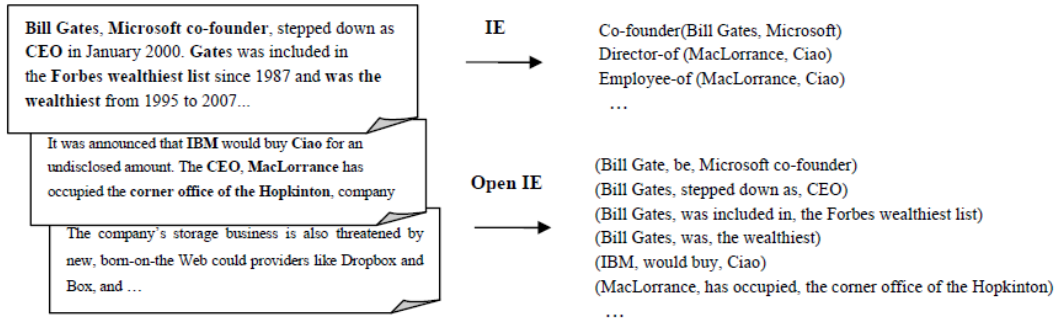 Bill Gates, Microsoft co-founder, stepped down as
CEO in January 2000. Gates was included in
the Forbes wealthiest list since 1987 and was the
wealthiest from 1995 to 2007...
It was announced that IBM would buy Ciao for an
undisclosed amount. The CEO, MacLorrance has
occupied the corner office of the Hopkinton, company
The company's storage business is also threatened by
new, born-on-the Web could providers like Dropbox and
Box, and …
IE
Open IE
Co-founder(Bill Gates, Microsoft)
Director-of (MacLorrance, Ciao)
Employee-of (MacLorrance, Ciao)
…
(Bill Gate, be, Microsoft co-founder)
(Bill Gates, stepped down as, CEO)
(Bill Gates, was included in, the Forbes wealthiest list)
(Bill Gates, was, the wealthiest)
(IBM, would buy, Ciao)
(MacLorrance, has occupied, the corner office of the Hopkinton)
…